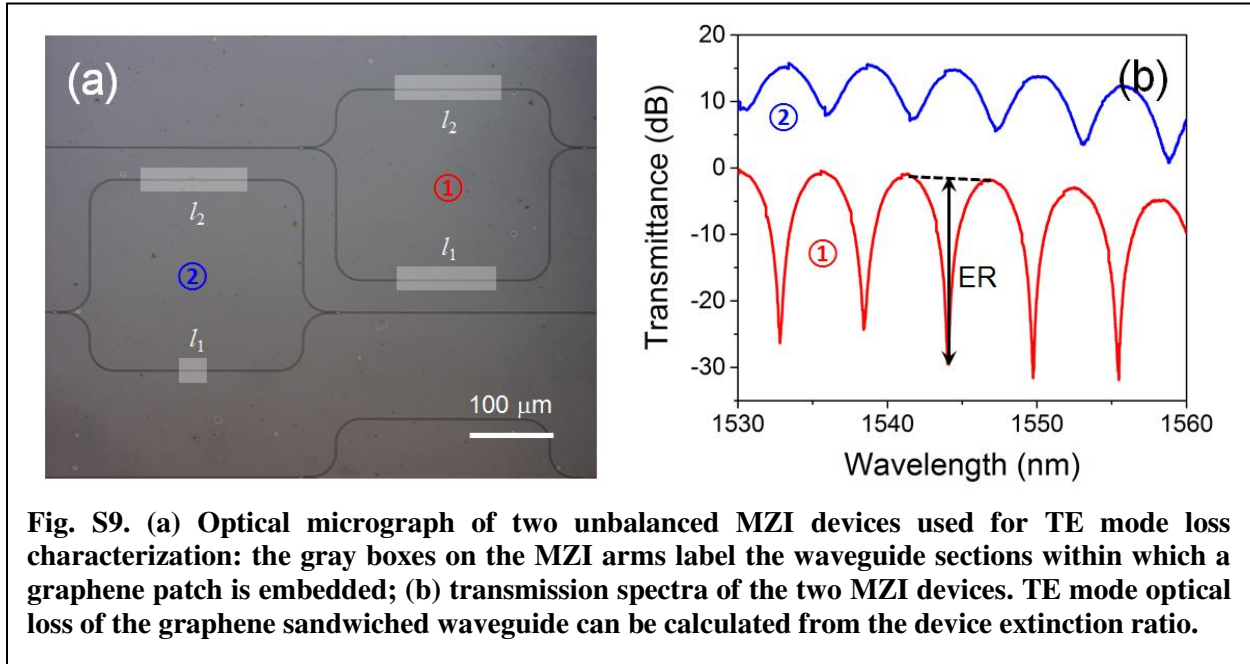 (a)
l2
①
l1
l2
②
l1
100 μm
(b)
20
10
0
-10
-20
-30
②
①
ER
Transmittance (dB)
1530
1540
1550
1560
Wavelength (nm)
Fig. S9. (a) Optical micrograph of two unbalanced MZI devices used for TE mode loss
characterization: the gray boxes on the MZI arms label the waveguide sections within which a
graphene patch is embedded; (b) transmission spectra of the two MZI devices. TE mode optical
loss of the graphene sandwiched waveguide can be calculated from the device extinction ratio.